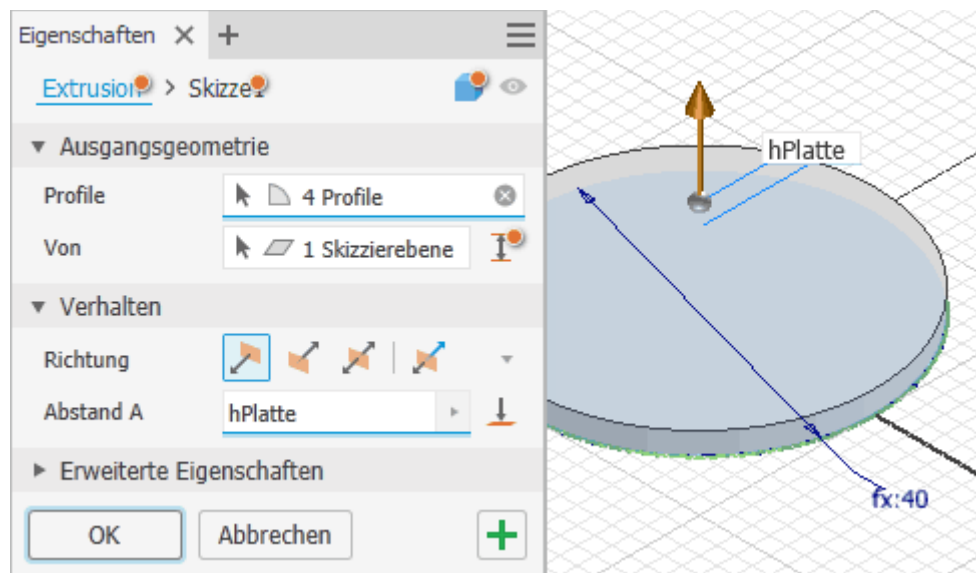 Eigenschaften
Extrusion > Skizze1
Ausgangsgeometrie
Profile 4 Profile
Von 1 Skizzierebene
Verhalten
Richtung
Abstand A hPlatte
Erweiterte Eigenschaften
OK Abbrechen
hPlatte
fx:40